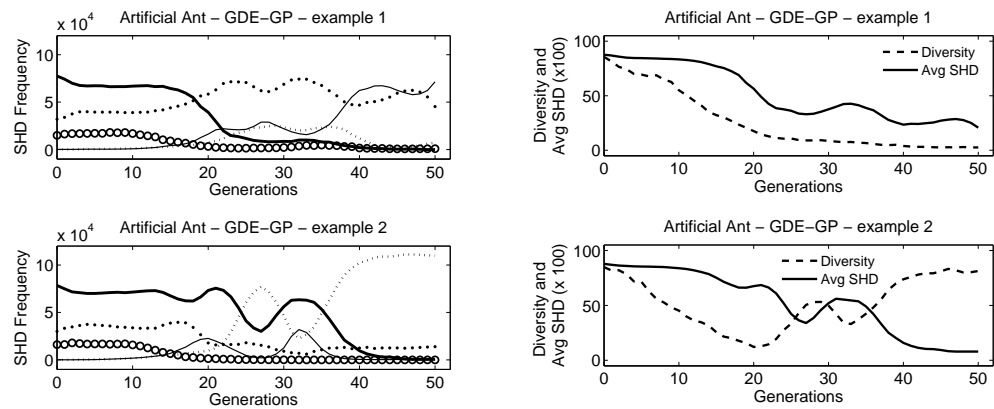 Artificial Ant − GDE−GP − example 1
x 10^4
SHD Frequency
10
5
0
0 10 20 30 40 50
Generations
Artificial Ant − GDE−GP − example 1
Diversity and
Avg SHD (x100)
100
50
0
Diversity
Avg SHD
0 10 20 30 40 50
Generations
Artificial Ant − GDE−GP − example 2
x 10^4
SHD Frequency
10
5
0
0 10 20 30 40 50
Generations
Artificial Ant − GDE−GP − example 2
Diversity and
Avg SHD (x 100)
100
50
0
Diversity
Avg SHD
0 10 20 30 40 50
Generations